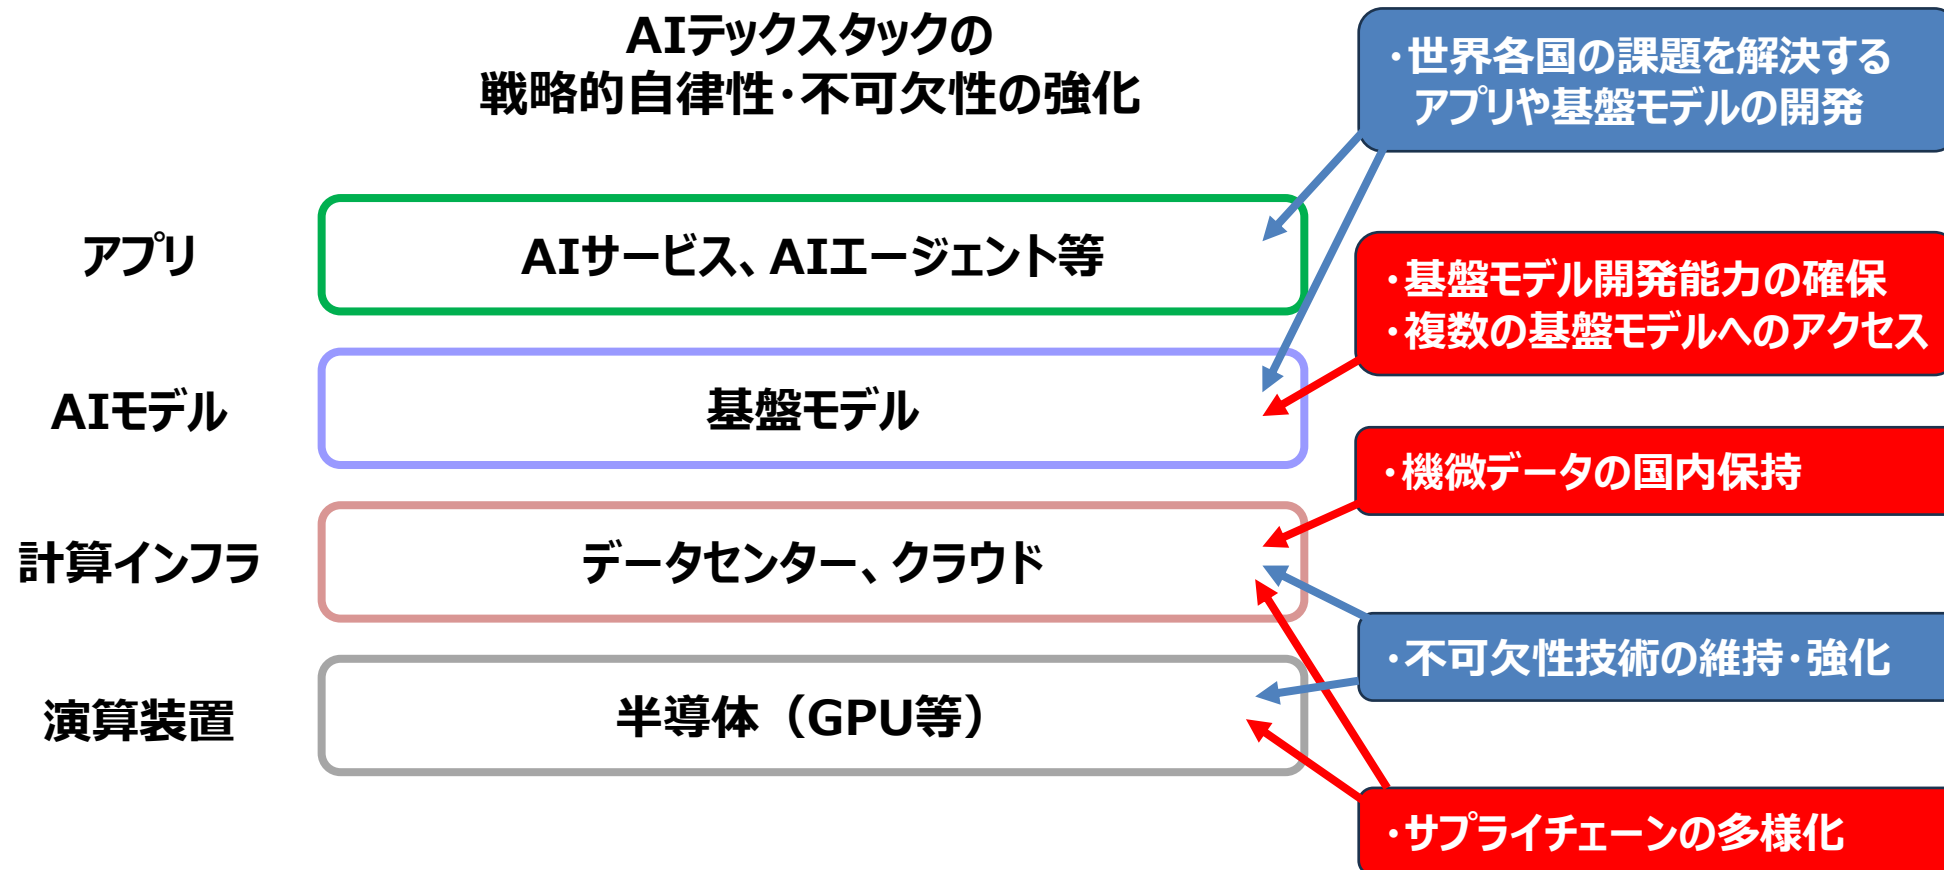 AIテックスタックの
戦略的自律性・不可欠性の強化
・世界各国の課題を解決する
アプリや基盤モデルの開発
アプリ
AIサービス、AIエージェント等
・基盤モデル開発能力の確保
・複数の基盤モデルへのアクセス
AIモデル
基盤モデル
・機微データの国内保持
計算インフラ
データセンター、クラウド
・不可欠性技術の維持・強化
演算装置
半導体（GPU等）
・サプライチェーンの多様化